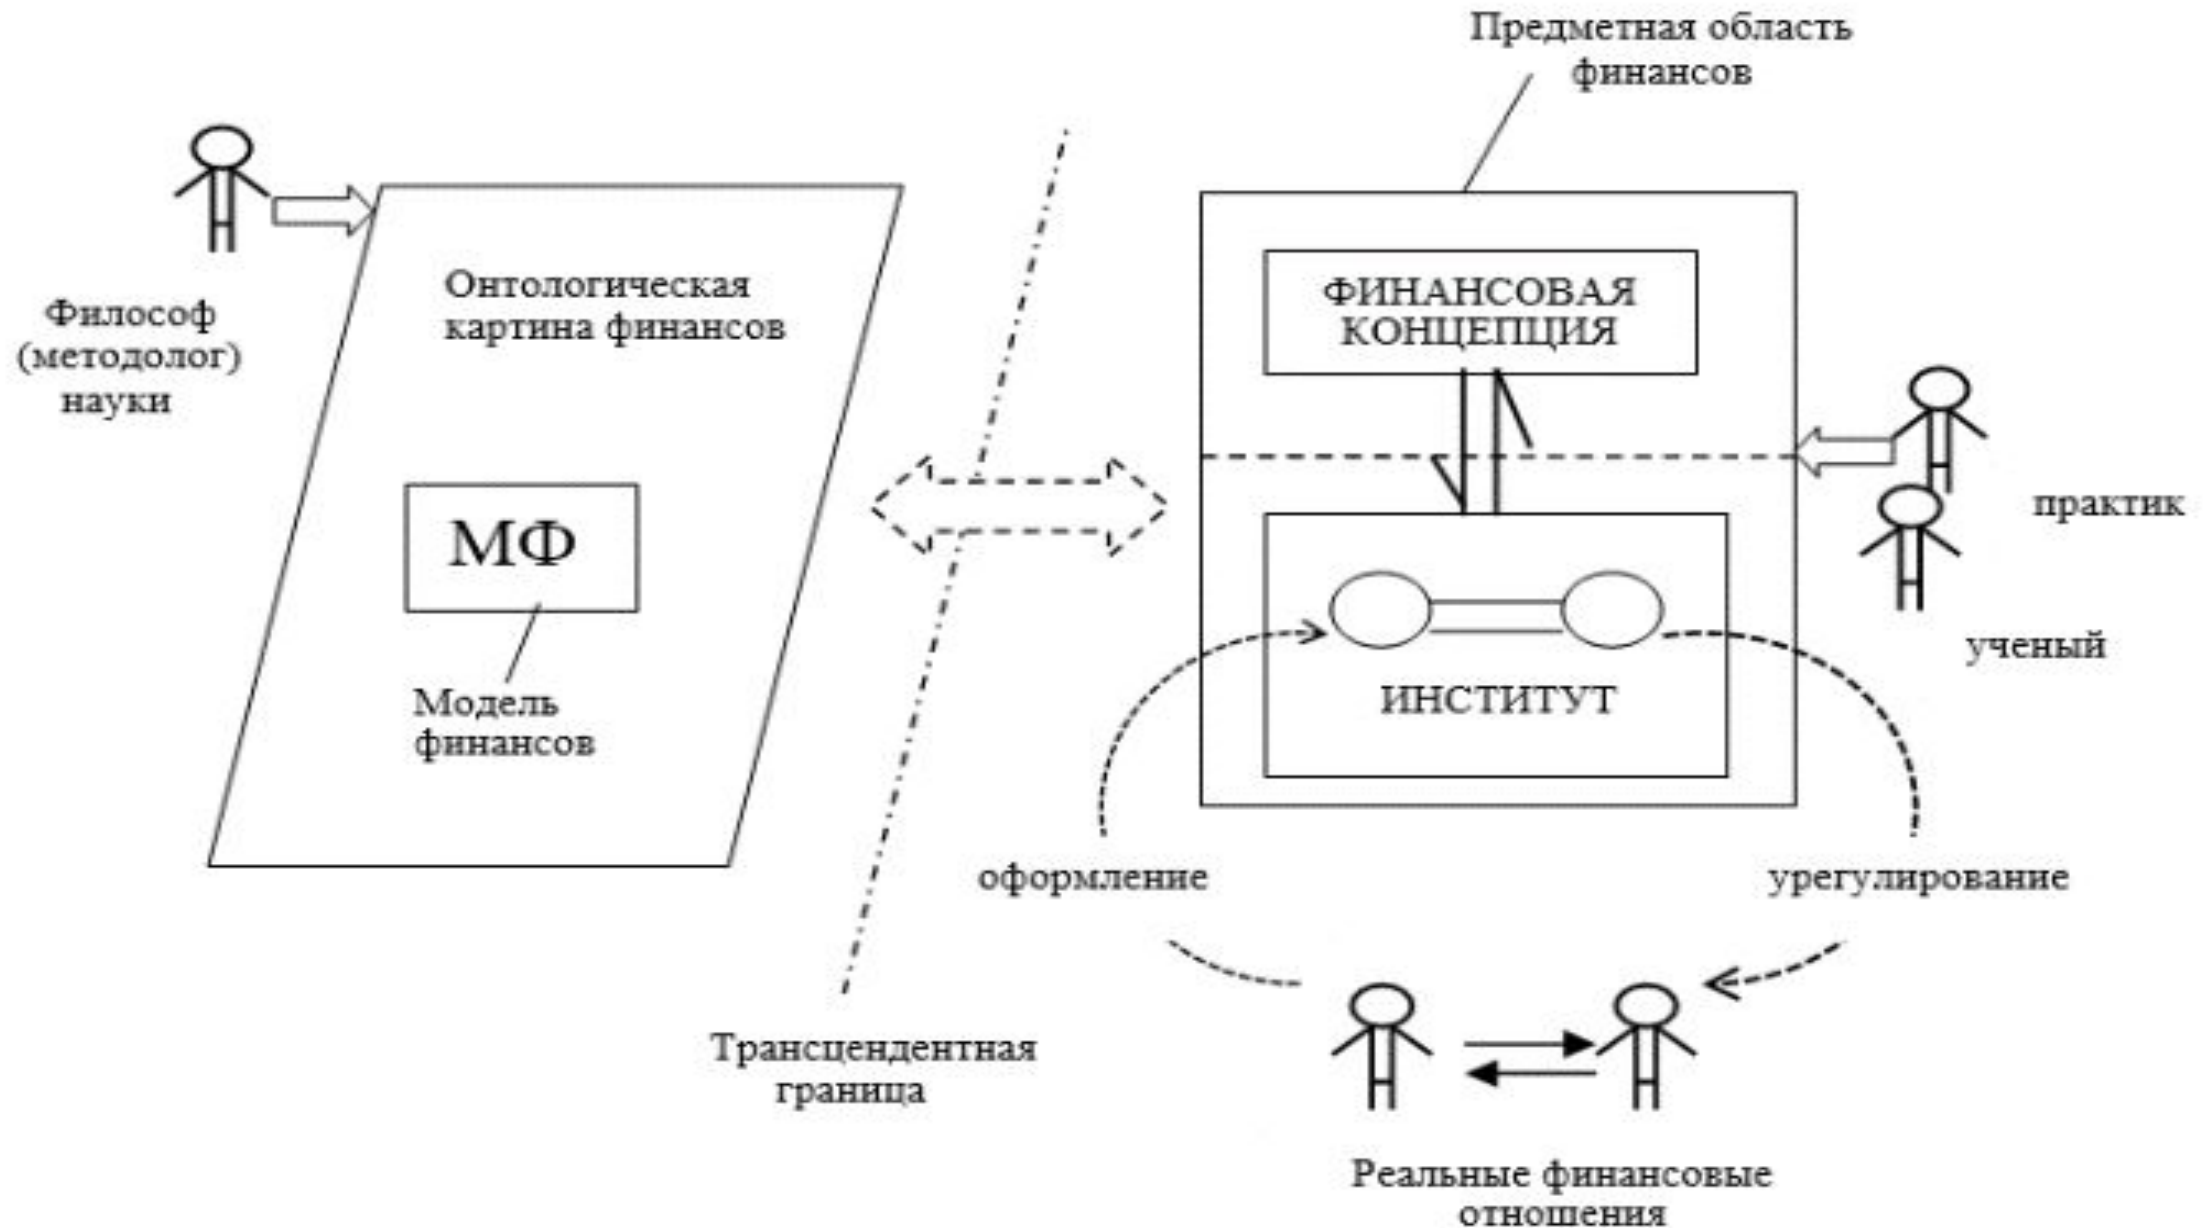 Предметная область
финансов
Философ
(методолог)
науки
Онтологическая
картина финансов
МФ
Модель
финансов
Трансцендентная
граница
ФИНАНСОВАЯ
КОНЦЕПЦИЯ
ИНСТИТУТ
практик
ученый
оформление
урегулирование
Реальные финансовые
отношения